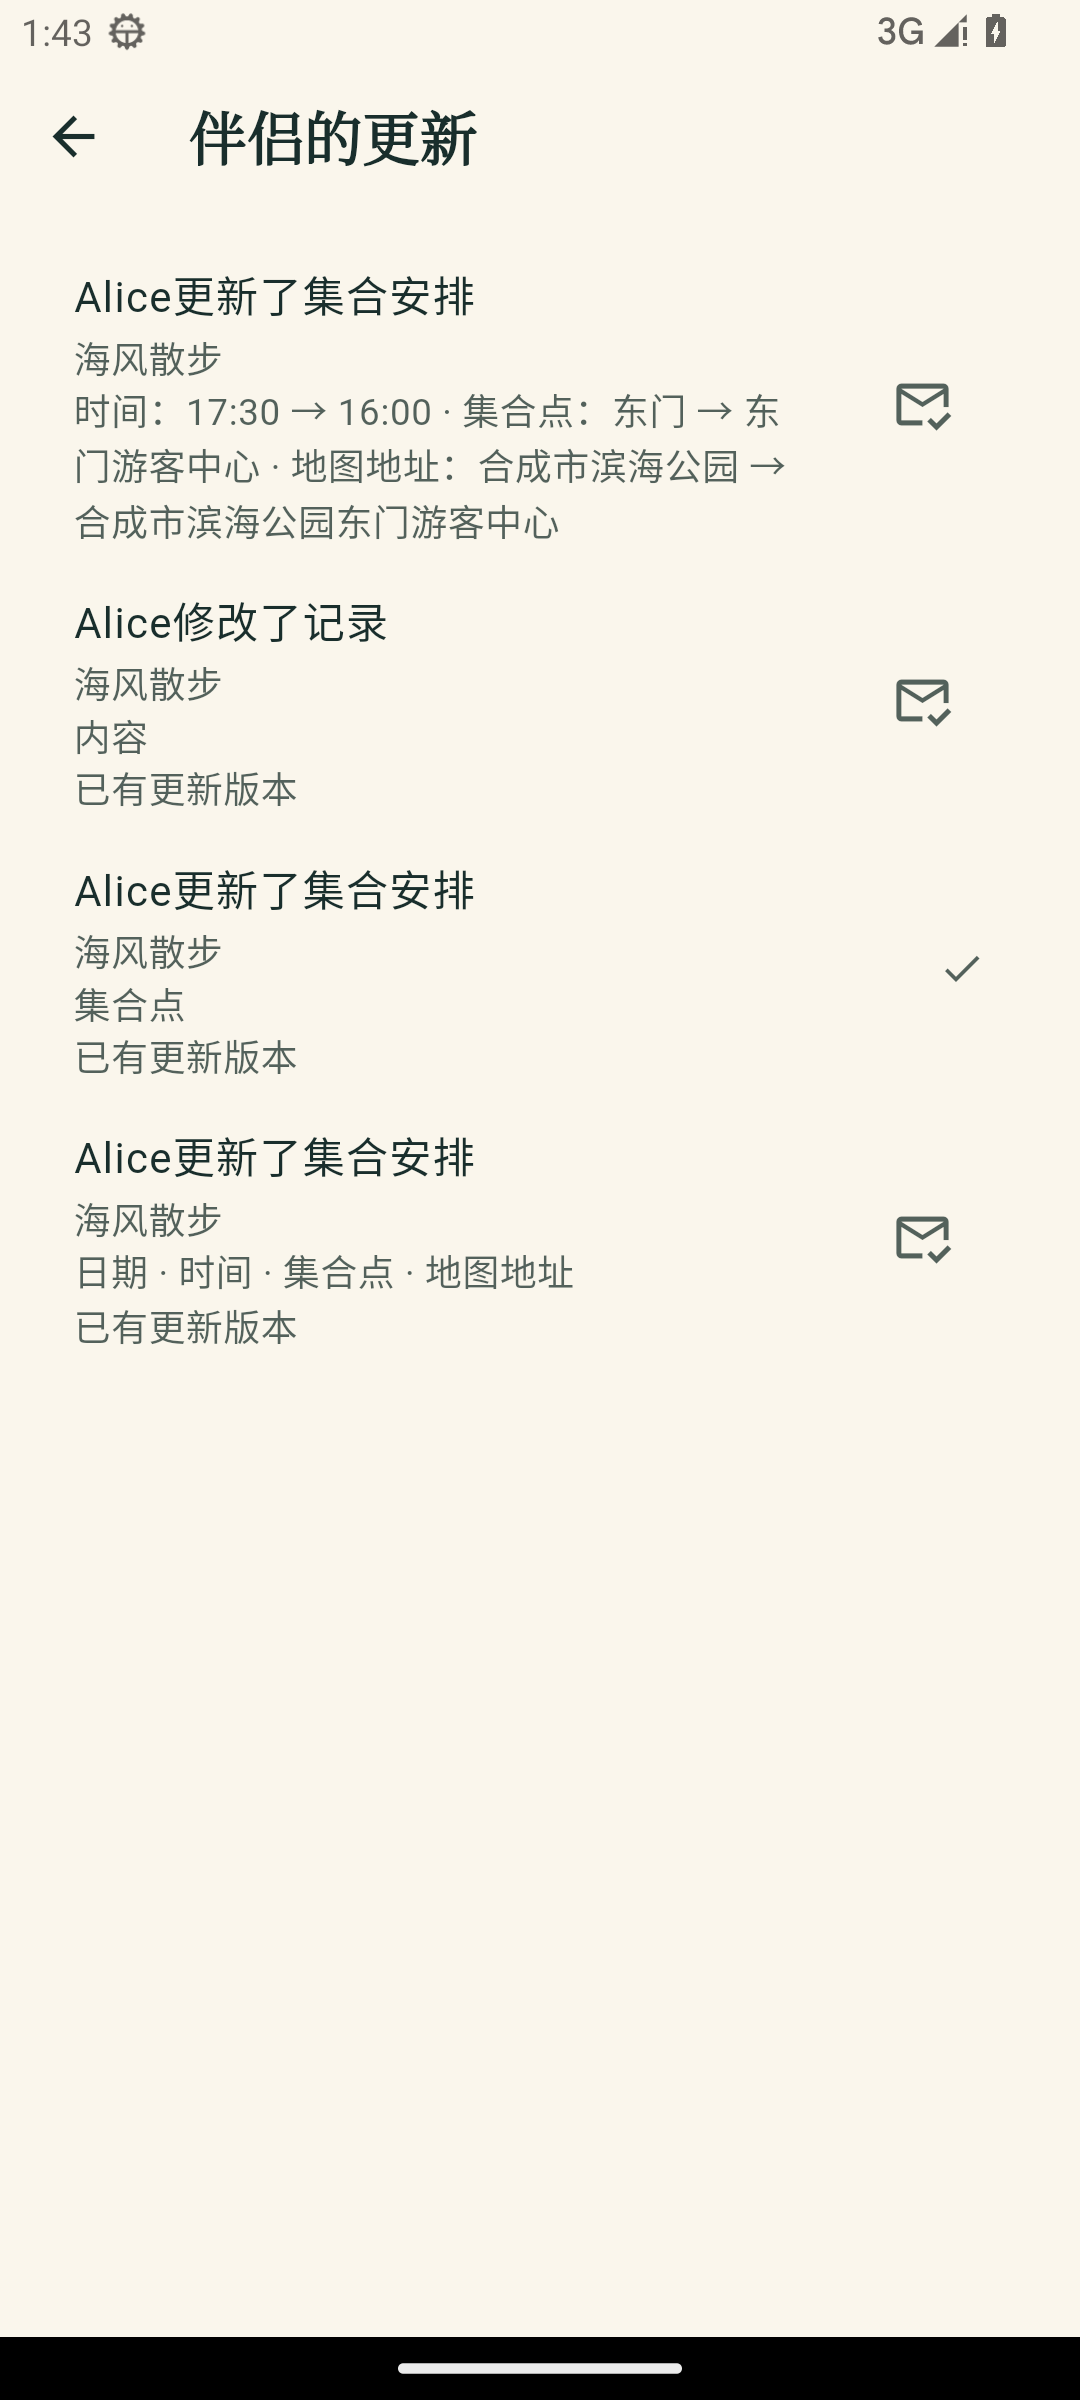 1:43
3G
伴侣的更新
Alice更新了集合安排
海风散步
时间：17:30 → 16:00 · 集合点：东门 → 东
门游客中心 · 地图地址：合成市滨海公园 →
合成市滨海公园东门游客中心
Alice修改了记录
海风散步
内容
已有更新版本
Alice更新了集合安排
海风散步
集合点
已有更新版本
Alice更新了集合安排
海风散步
日期 · 时间 · 集合点 · 地图地址
已有更新版本